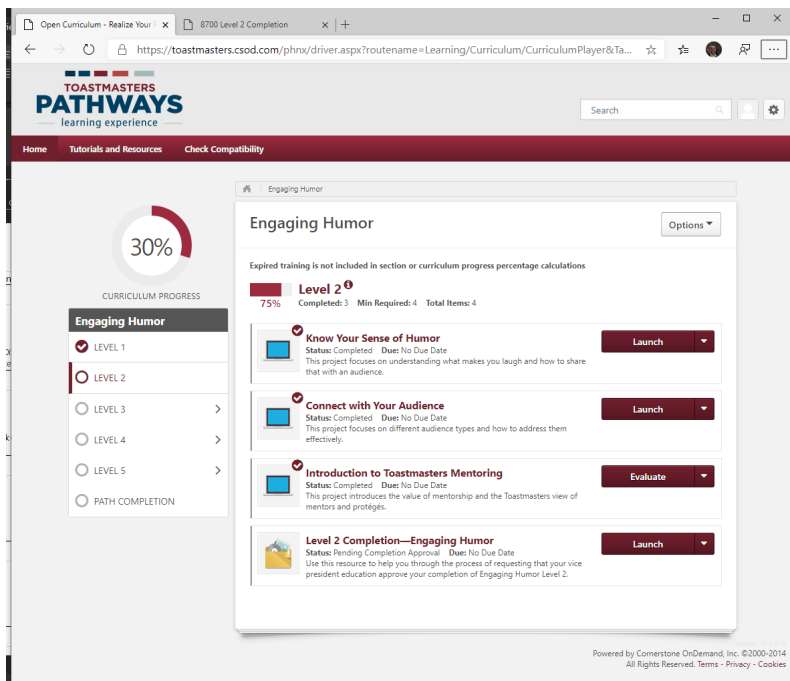 Open Curriculum - Realize Your
8700 Level 2 Completion
https://toastmasters.csod.com/phnx/driver.aspx?routename=Learning/Curriculum/CurriculumPlayer&Ta...
TOASTMASTERS
PATHWAYS
learning experience
Search
Home Tutorials and Resources Check Compatibility
Engaging Humor
30%
CURRICULUM PROGRESS
Engaging Humor
LEVEL 1
LEVEL 2
LEVEL 3
LEVEL 4
LEVEL 5
PATH COMPLETION
Engaging Humor
Options
Expired training is not included in section or curriculum progress percentage calculations
75%
Level 2
Completed: 3 Min Required: 4 Total Items: 4
Know Your Sense of Humor
Status: Completed Due: No Due Date
This project focuses on understanding what makes you laugh and how to share
that with an audience.
Launch
Connect with Your Audience
Status: Completed Due: No Due Date
This project focuses on different audience types and how to address them
effectively.
Launch
Introduction to Toastmasters Mentoring
Status: Completed Due: No Due Date
This project introduces the value of mentorship and the Toastmasters view of
mentors and protégés.
Evaluate
Level 2 Completion—Engaging Humor
Status: Pending Completion Approval Due: No Due Date
Use this resource to help you through the process of requesting that your vice
president education approve your completion of Engaging Humor Level 2.
Launch
Powered by Cornerstone OnDemand, Inc. ©2000-2014
All Rights Reserved. Terms - Privacy - Cookies